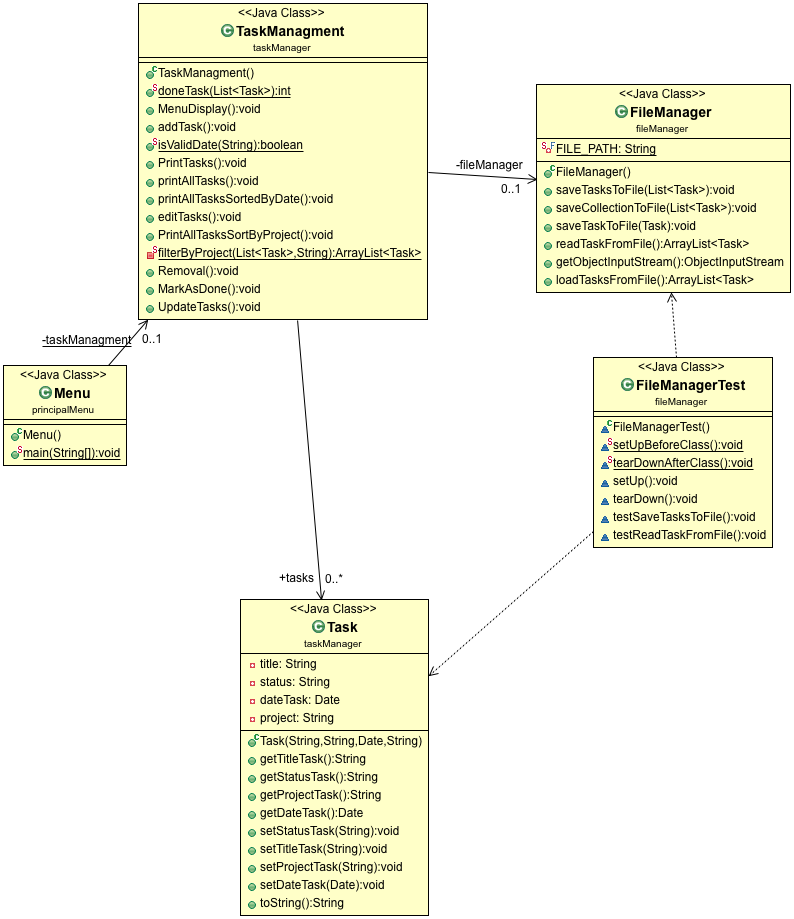 <<Java Class>>
TaskManagment
taskManager
TaskManagment()
doneTask(List<Task>):int
MenuDisplay():void
addTask():void
isValidDate(String):boolean
PrintTasks():void
printAllTasks():void
printAllTasksSortedByDate():void
editTasks():void
PrintAllTasksSortByProject():void
filterByProject(List<Task>,String):ArrayList<Task>
Removal():void
MarkAsDone():void
UpdateTasks():void
-fileManager
0..1
<<Java Class>>
FileManager
fileManager
FILE_PATH: String
FileManager()
saveTasksToFile(List<Task>):void
saveCollectionToFile(List<Task>):void
saveTaskToFile(Task):void
readTaskFromFile():ArrayList<Task>
getObjectInputStream():ObjectInputStream
loadTasksFromFile():ArrayList<Task>
-taskManagment
0..1
<<Java Class>>
Menu
principalMenu
Menu()
main(String[]):void
<<Java Class>>
FileManagerTest
fileManager
FileManagerTest()
setUpBeforeClass():void
tearDownAfterClass():void
setUp():void
tearDown():void
testSaveTasksToFile():void
testReadTaskFromFile():void
+tasks
0..*
<<Java Class>>
Task
taskManager
title: String
status: String
dateTask: Date
project: String
Task(String,String,Date,String)
getTitleTask():String
getStatusTask():String
getProjectTask():String
getDateTask():Date
setStatusTask(String):void
setTitleTask(String):void
setProjectTask(String):void
setDateTask(Date):void
toString():String